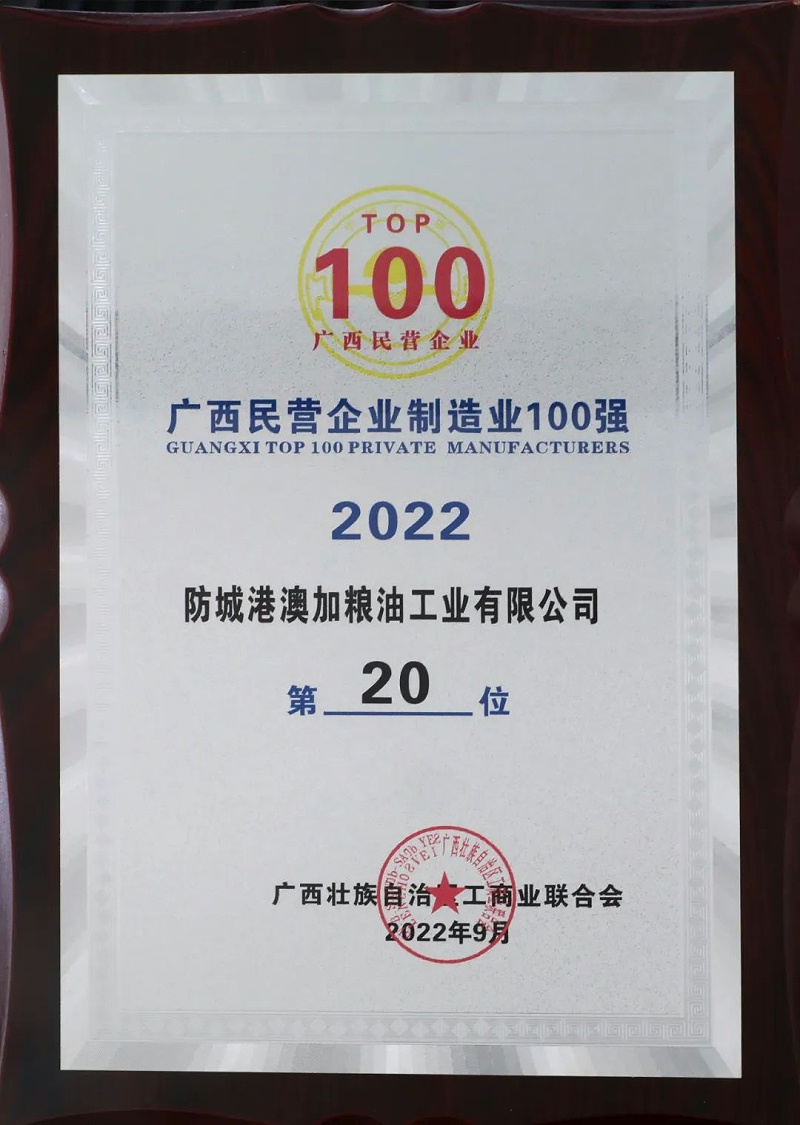 TOP
100
广西民营企业
广西民营企业制造业100强
GUANGXI TOP 100 PRIVATE MANUFACTURERS
2022
防城港澳加粮油工业有限公司
第 20 位
广西壮族自治区工商业联合会
2022年9月